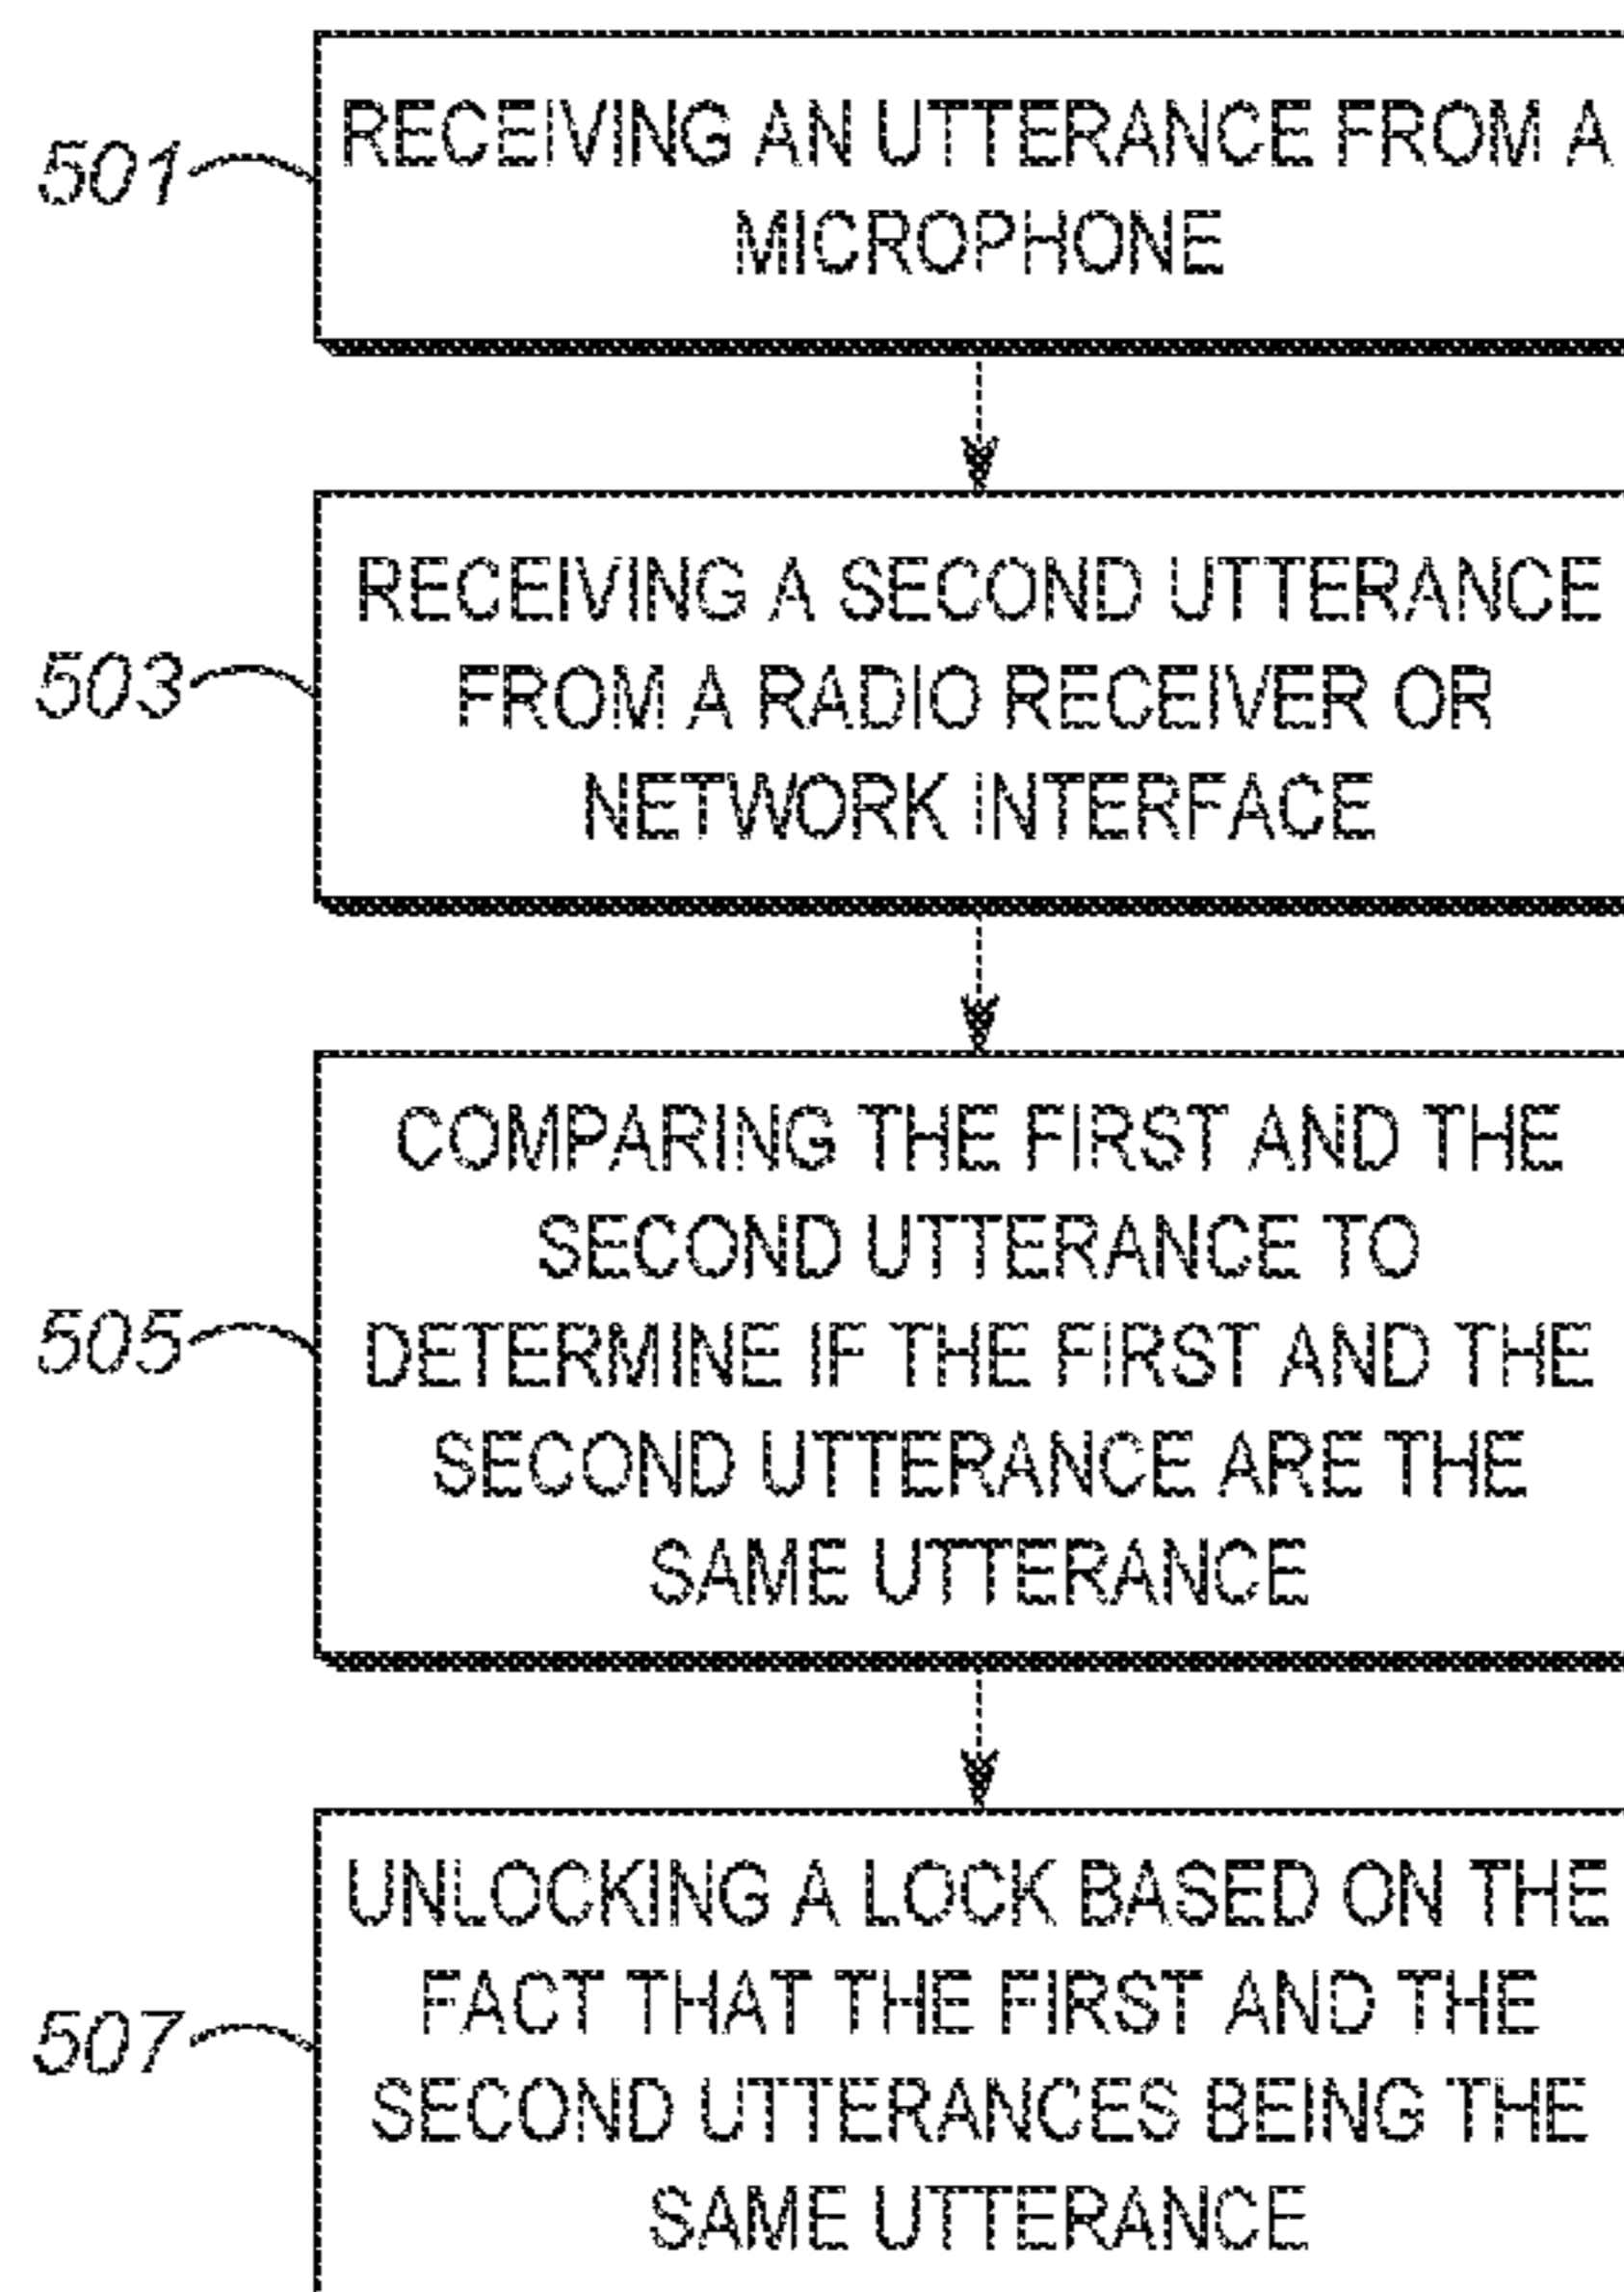 501
RECEIVING AN UTTERANCE FROM A
MICROPHONE
503
RECEIVING A SECOND UTTERANCE
FROM A RADIO RECEIVER OR
NETWORK INTERFACE
505
COMPARING THE FIRST AND THE
SECOND UTTERANCE TO
DETERMINE IF THE FIRST AND THE
SECOND UTTERANCE ARE THE
SAME UTTERANCE
507
UNLOCKING A LOCK BASED ON THE
FACT THAT THE FIRST AND THE
SECOND UTTERANCES BEING THE
SAME UTTERANCE